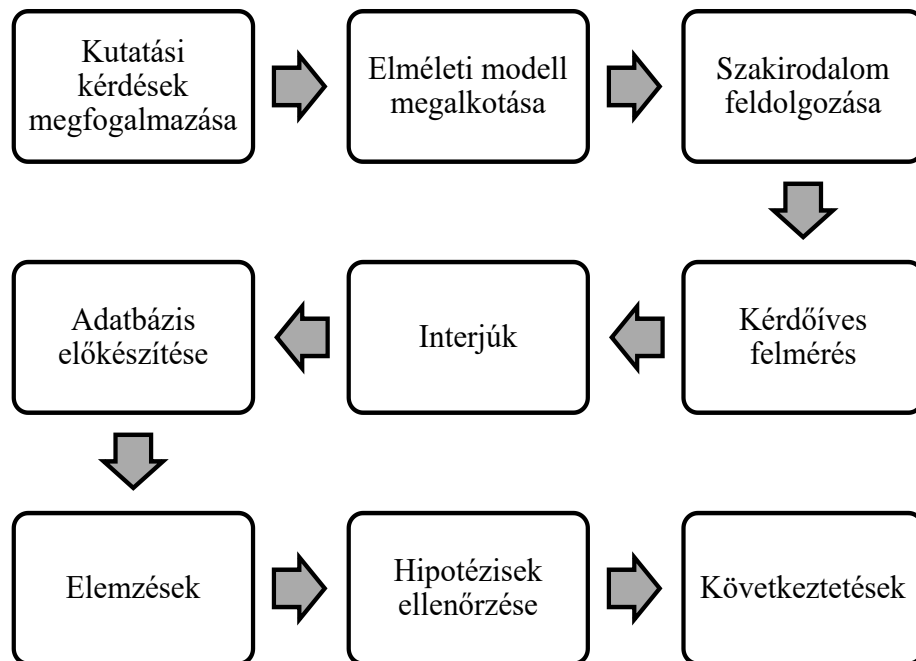 Kutatási
kérdések
megfogalmazása
Elméleti modell
megalkotása
Szakirodalom
feldolgozása
Kérdőíves
felmérés
Interjúk
Adatbázis
előkészítése
Elemzések
Hipotézisek
ellenőrzése
Következtetések